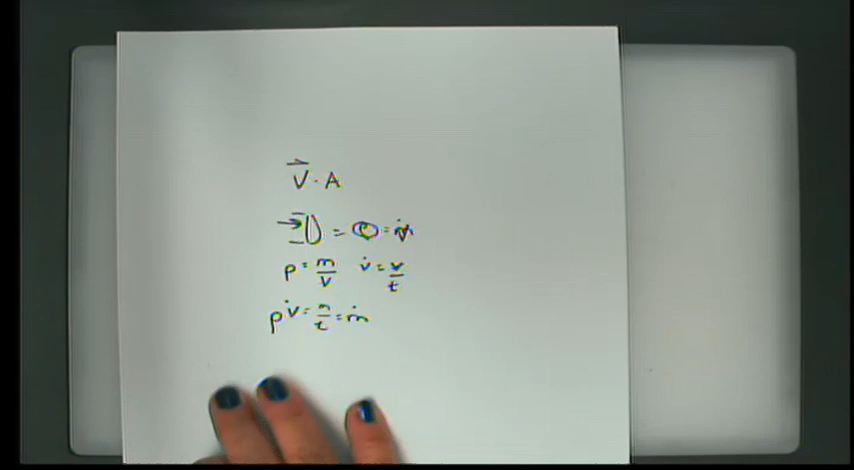 V⃗ · A
= = V̇
ρ = m/V V̇ = V/t
ρV̇ = m/t = ṁ